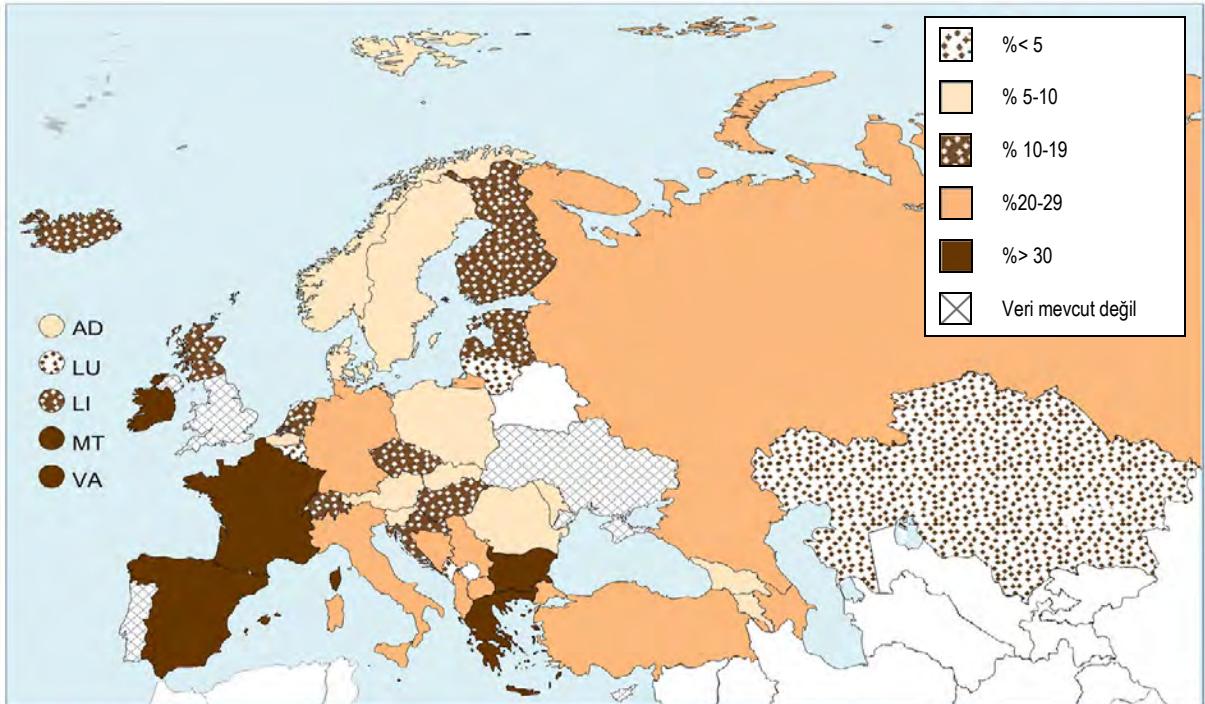 %< 5
% 5-10
% 10-19
%20-29
%> 30
Veri mevcut değil
AD
LU
LI
MT
VA